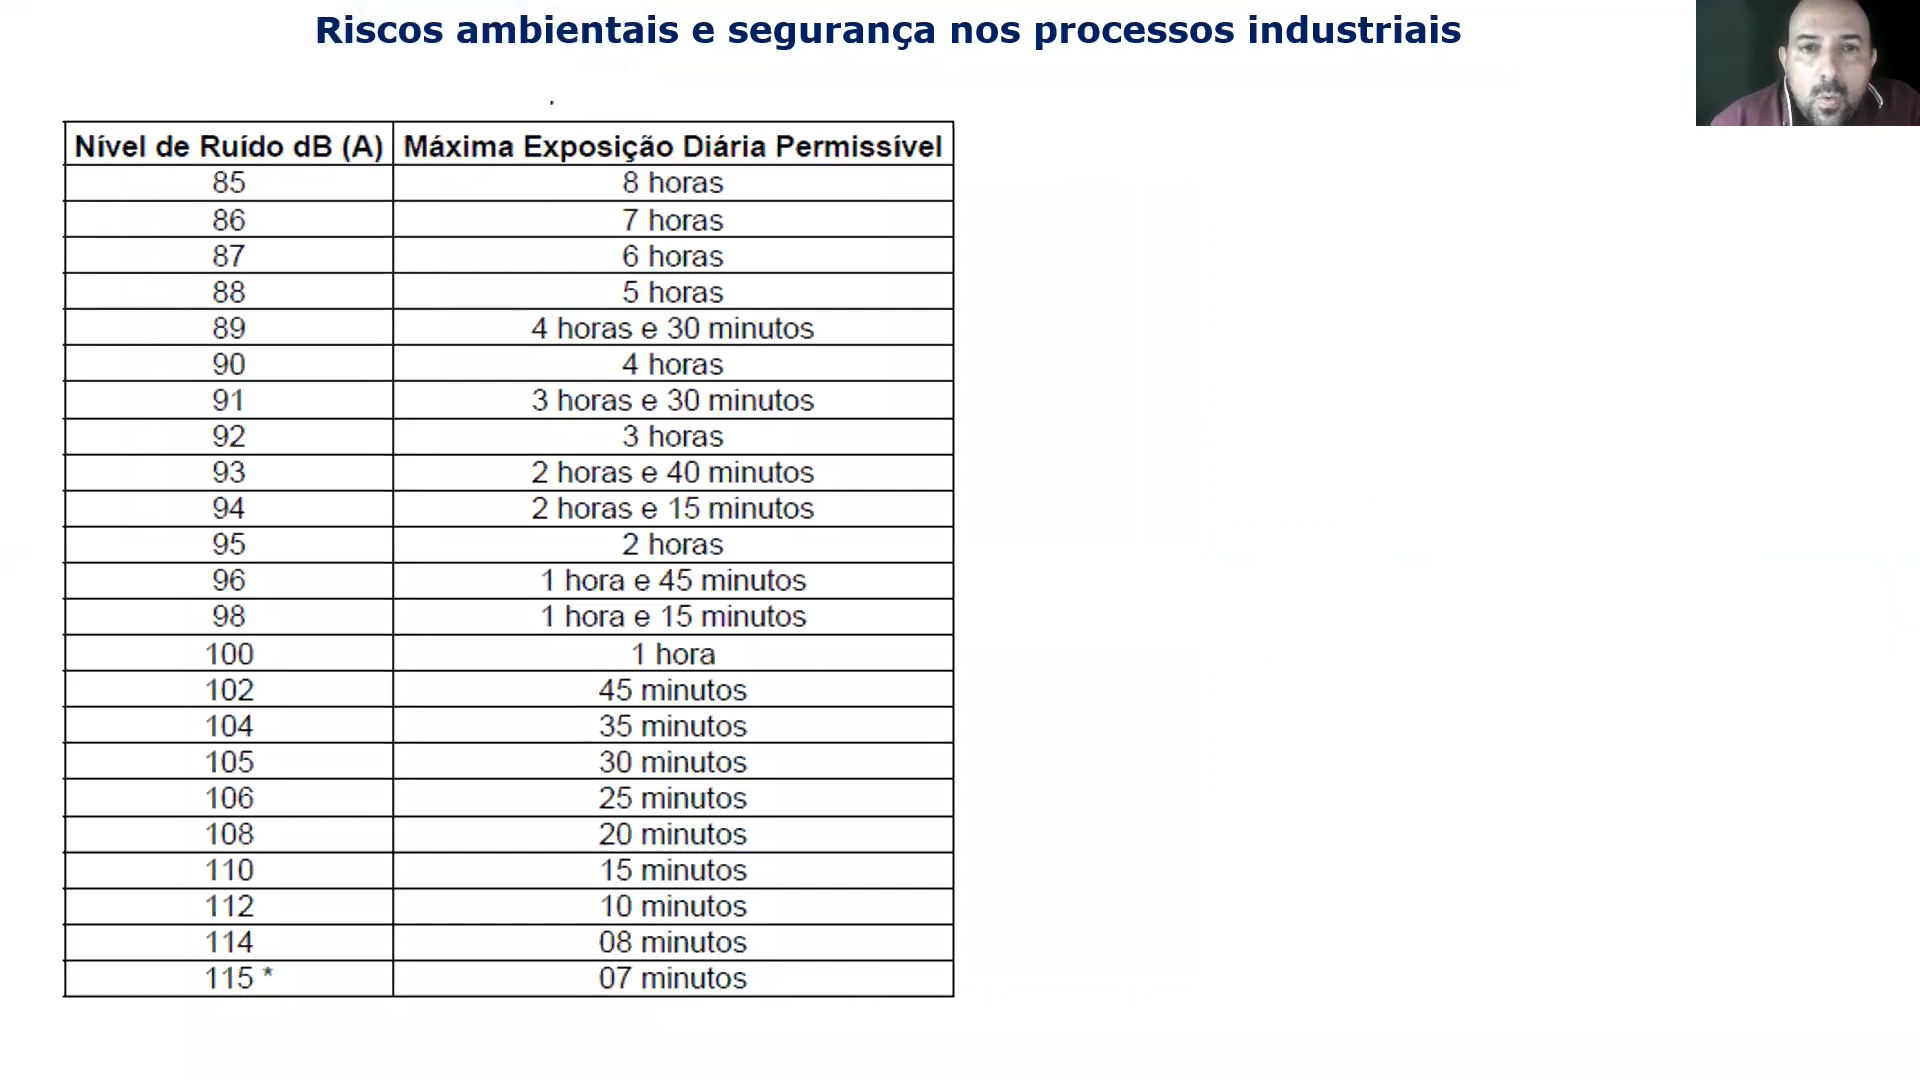 Riscos ambientais e segurança nos processos industriais
Nível de Ruído dB (A) Máxima Exposição Diária Permissível
85 8 horas
86 7 horas
87 6 horas
88 5 horas
89 4 horas e 30 minutos
90 4 horas
91 3 horas e 30 minutos
92 3 horas
93 2 horas e 40 minutos
94 2 horas e 15 minutos
95 2 horas
96 1 hora e 45 minutos
98 1 hora e 15 minutos
100 1 hora
102 45 minutos
104 35 minutos
105 30 minutos
106 25 minutos
108 20 minutos
110 15 minutos
112 10 minutos
114 08 minutos
115 * 07 minutos